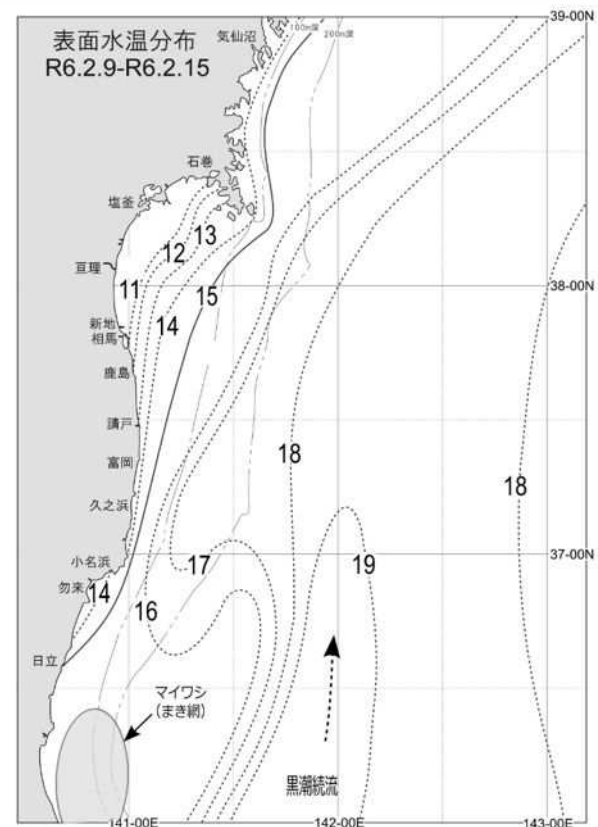 表面水温分布
R6.2.9-R6.2.15
気仙沼
100m深
200m深
39-00N
石巻
塩釜
13
12
亘理
11
15
38-00N
14
新地
相馬
鹿島
請戸
18
富岡
18
久之浜
小名浜
17
19
37-00N
勿来
14
16
日立
マイワシ
(まき網)
黒潮続流
141-00E
142-00E
143-00E